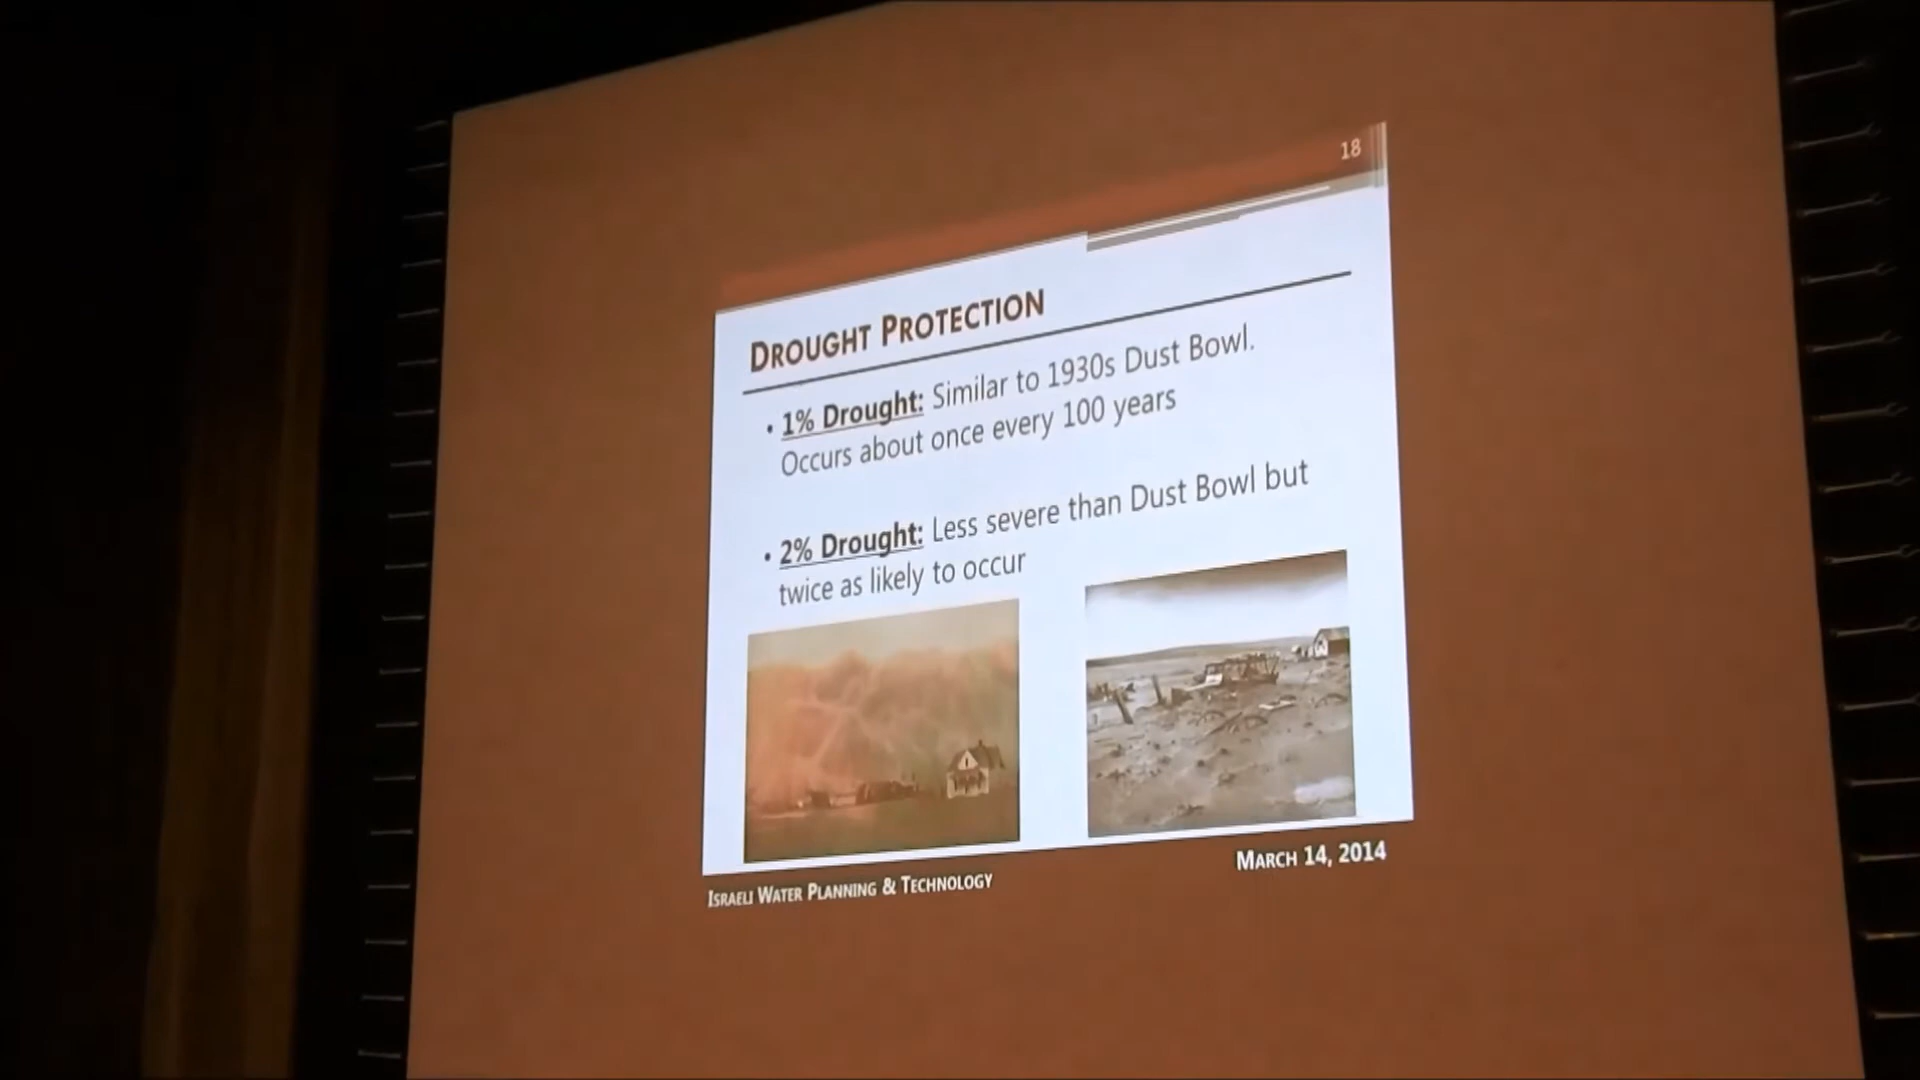 18
DROUGHT PROTECTION
• 1% Drought: Similar to 1930s Dust Bowl.
Occurs about once every 100 years
• 2% Drought: Less severe than Dust Bowl but
twice as likely to occur
ISRAELI WATER PLANNING & TECHNOLOGY
MARCH 14, 2014